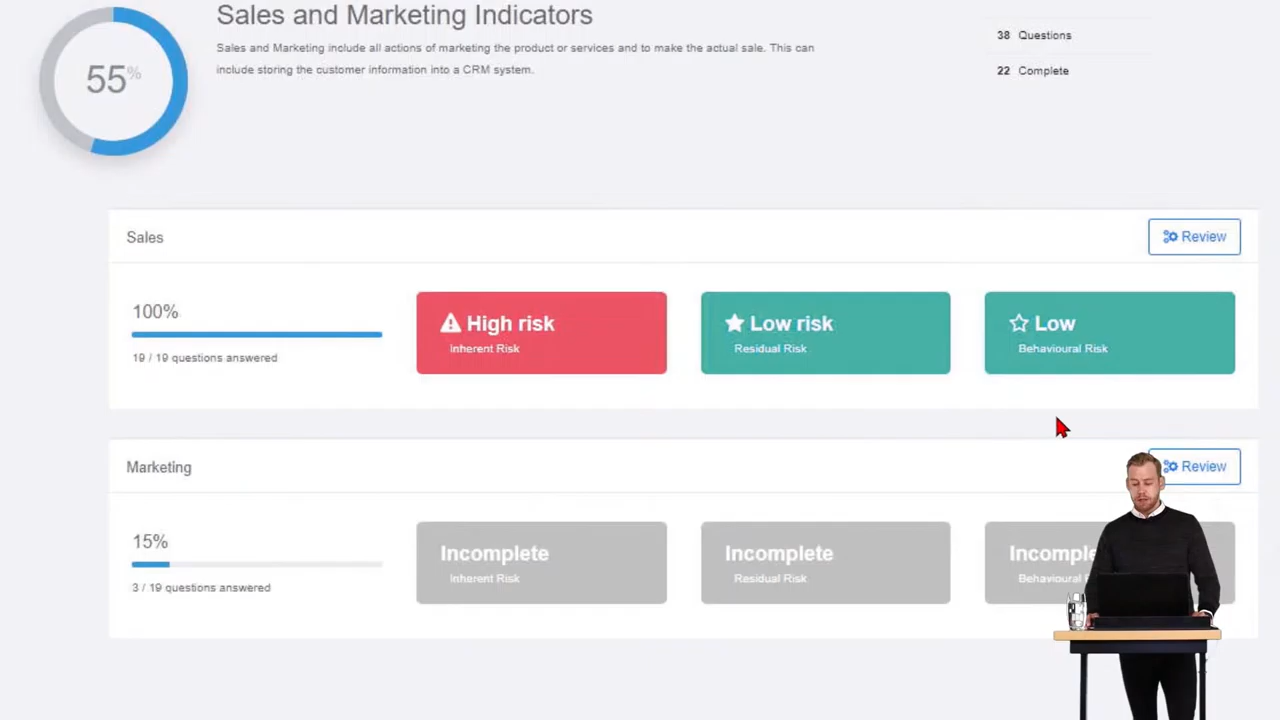 55%
Sales and Marketing Indicators
Sales and Marketing include all actions of marketing the product or services and to make the actual sale. This can
include storing the customer information into a CRM system.
38 Questions
22 Complete
Sales
Review
100%
19 / 19 questions answered
High risk
Inherent Risk
Low risk
Residual Risk
Low
Behavioural Risk
Marketing
Review
15%
3 / 19 questions answered
Incomplete
Inherent Risk
Incomplete
Residual Risk